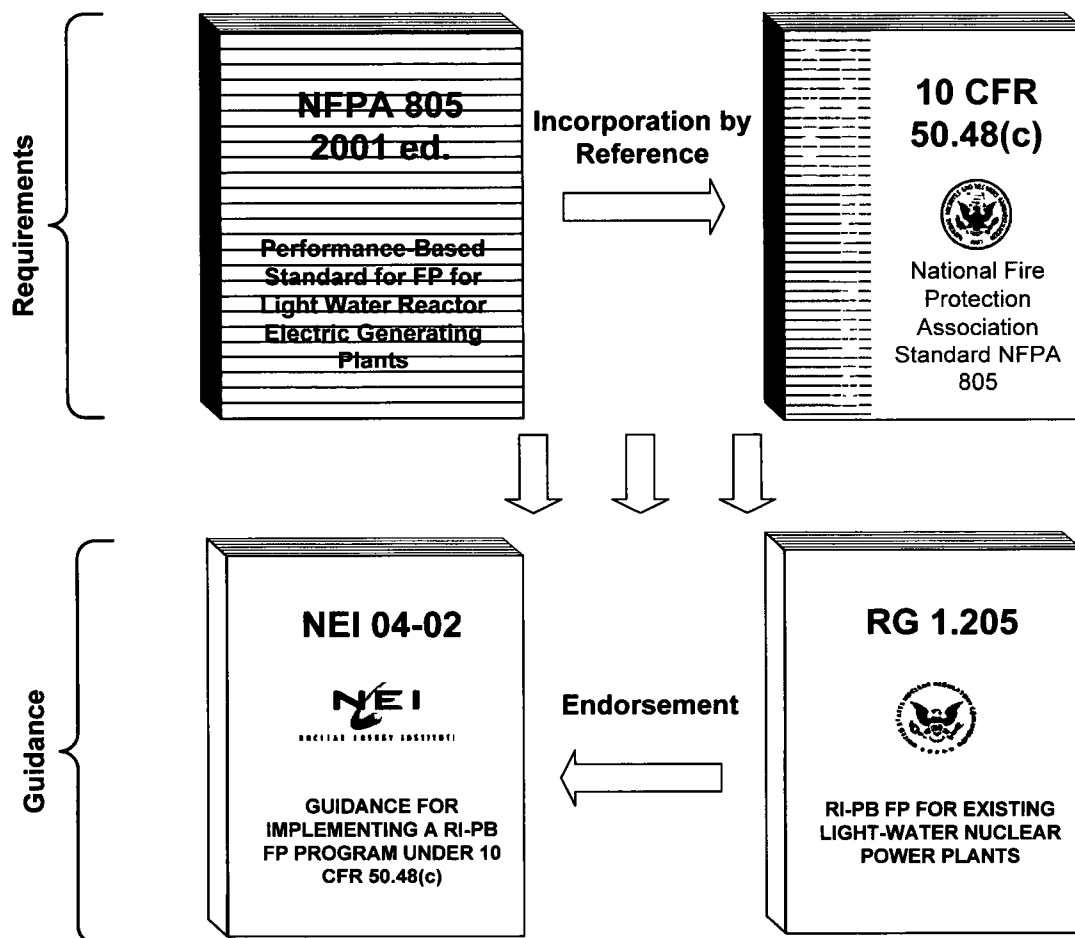 Requirements
NFPA 805
2001 ed.
Performance-Based
Standard for FP for
Light Water Reactor
Electric Generating
Plants
Incorporation by
Reference
10 CFR
50.48(c)
National Fire
Protection
Association
Standard NFPA
805
Guidance
NEI 04-02
NEI
NUCLEAR ENERGY INSTITUTE
GUIDANCE FOR
IMPLEMENTING A RI-PB
FP PROGRAM UNDER 10
CFR 50.48(c)
Endorsement
RG 1.205
RI-PB FP FOR EXISTING
LIGHT-WATER NUCLEAR
POWER PLANTS